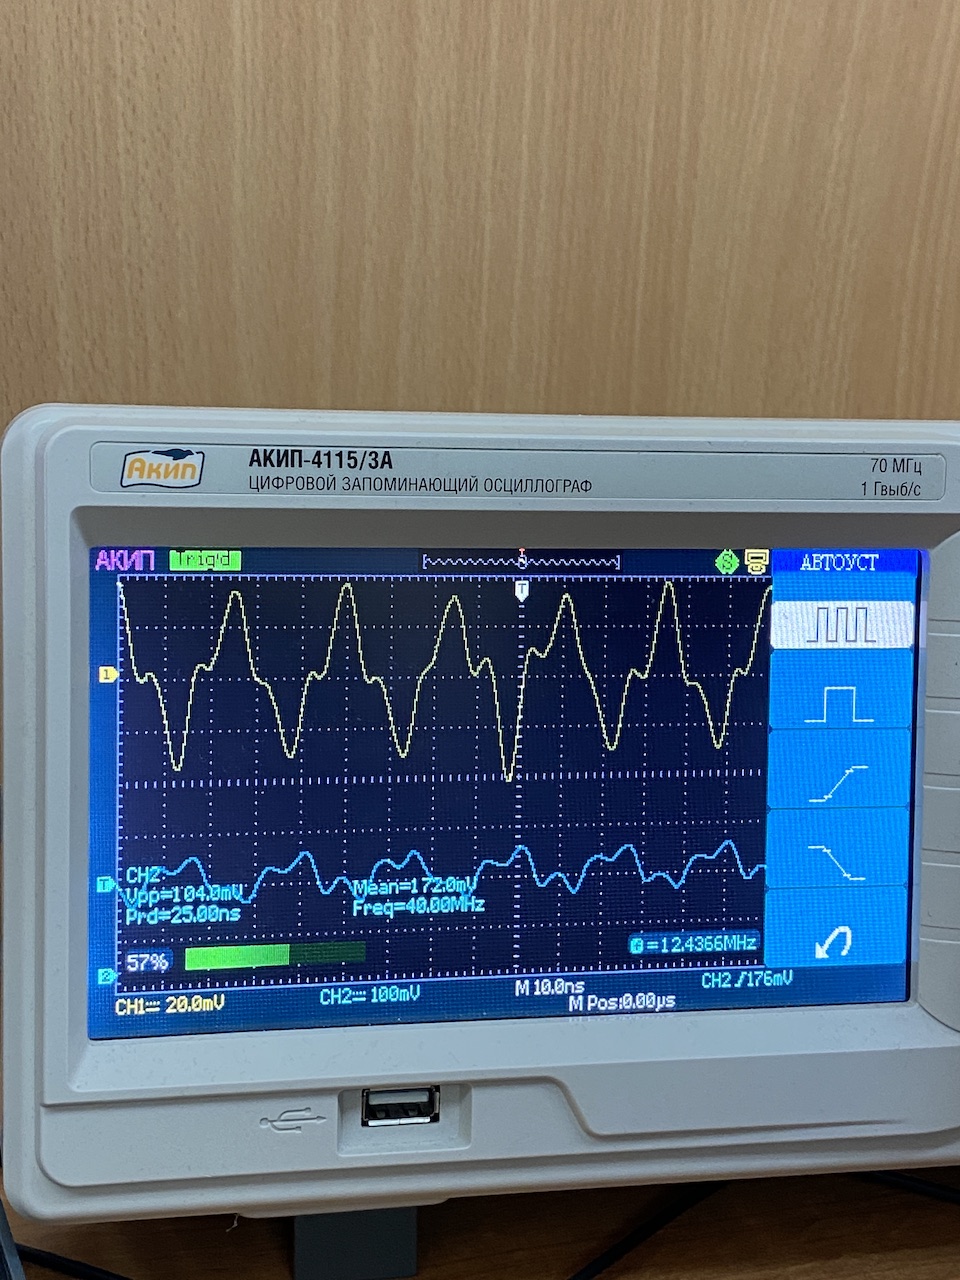 Акип
АКИП-4115/3А
ЦИФРОВОЙ ЗАПОМИНАЮЩИЙ ОСЦИЛЛОГРАФ
70 МГц
1 Гвыб/с
АКИП
Trig'd
S
АВТОУСТ
T
1
T
CH2
Vpp=104.0mV
Mean=172.0mV
Prd=25.00ns
Freq=40.00MHz
57%
f=12.4366MHz
2
CH1 20.0mV
CH2 100mV
M 10.0ns
M Pos:0.00µs
CH2 176mV